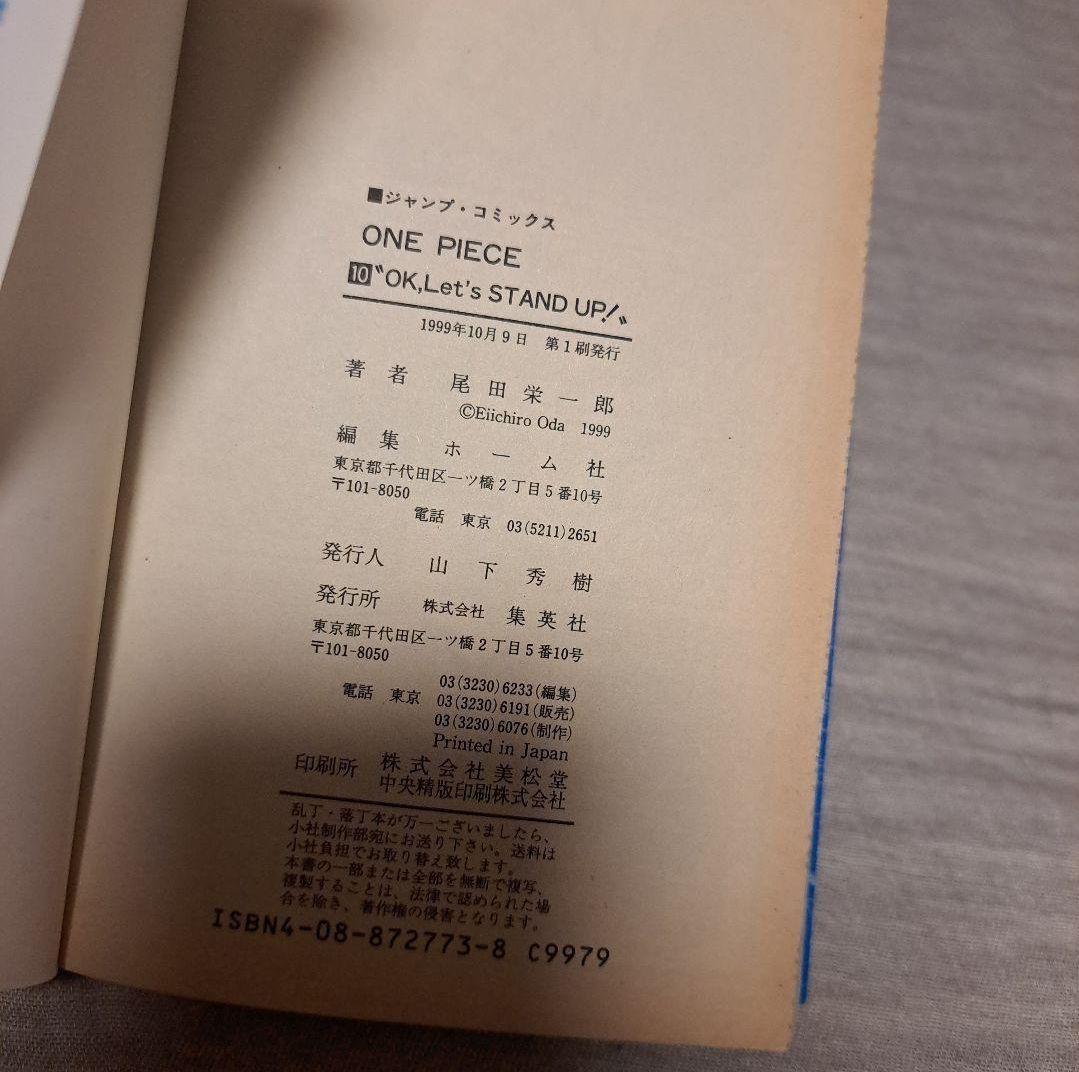 ■ジャンプ・コミックス
ONE PIECE
10 〝OK,Let's STAND UP!〟
1999年10月9日 第1刷発行
著者 尾田栄一郎
©Eiichiro Oda 1999
編集 ホーム社
東京都千代田区一ツ橋2丁目5番10号
〒101-8050
電話 東京 03(5211)2651
発行人 山下秀樹
発行所 株式会社 集英社
東京都千代田区一ツ橋2丁目5番10号
〒101-8050
03(3230)6233(編集)
電話 東京 03(3230)6191(販売)
03(3230)6076(制作)
Printed in Japan
印刷所 株式会社美松堂
中央精版印刷株式会社
乱丁・落丁本が万一ございましたら、
小社制作部宛にお送り下さい。送料は
小社負担でお取り替え致します。
本書の一部または全部を無断で複写、
複製することは、法律で認められた場
合を除き、著作権の侵害となります。
ISBN4-08-872773-8 C9979